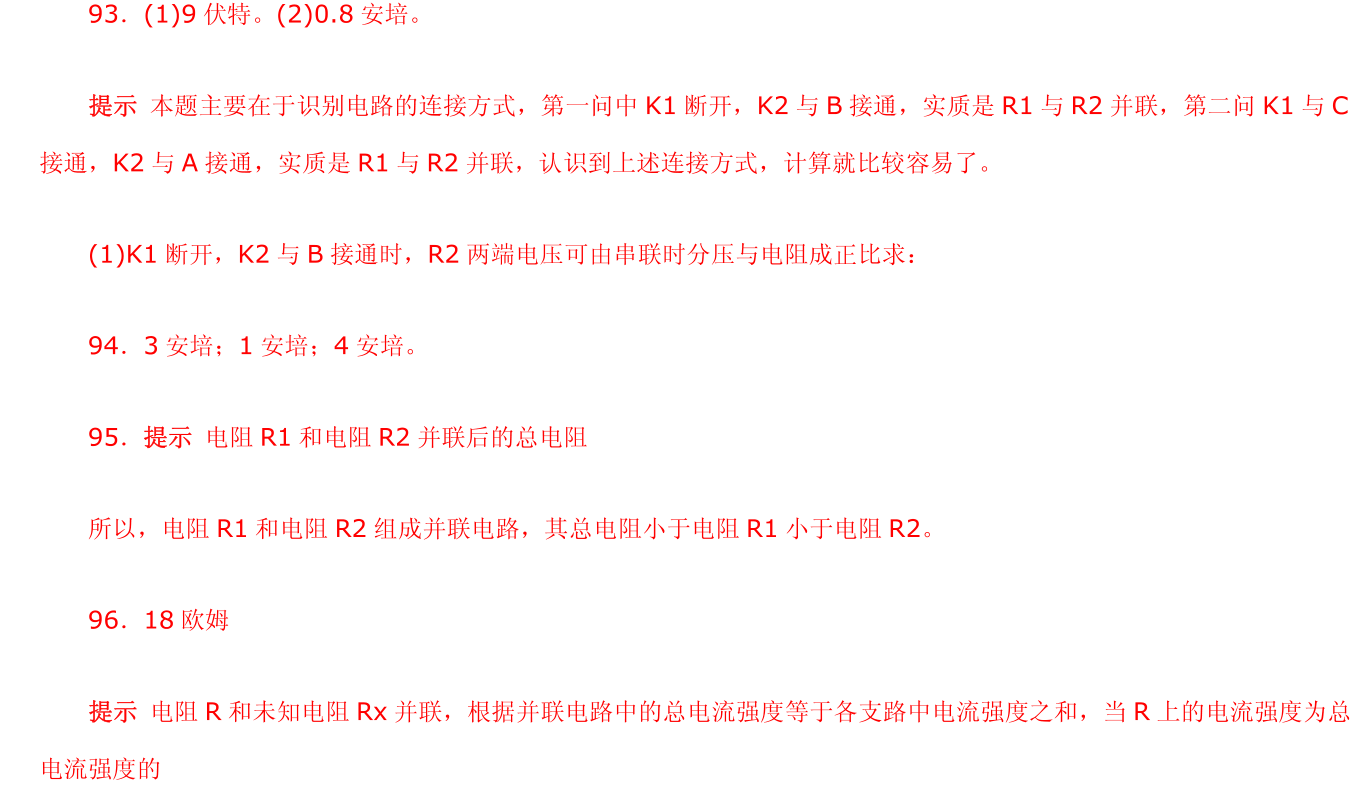 93．(1)9 伏特。(2)0.8 安培。
提示 本题主要在于识别电路的连接方式，第一问中 K1 断开，K2 与 B 接通，实质是 R1 与 R2 并联，第二问 K1 与 C
接通，K2 与 A 接通，实质是 R1 与 R2 并联，认识到上述连接方式，计算就比较容易了。
(1)K1 断开，K2 与 B 接通时，R2 两端电压可由串联时分压与电阻成正比求：
94．3 安培；1 安培；4 安培。
95．提示 电阻 R1 和电阻 R2 并联后的总电阻
所以，电阻 R1 和电阻 R2 组成并联电路，其总电阻小于电阻 R1 小于电阻 R2。
96．18 欧姆
提示 电阻 R 和未知电阻 Rx 并联，根据并联电路中的总电流强度等于各支路中电流强度之和，当 R 上的电流强度为总
电流强度的